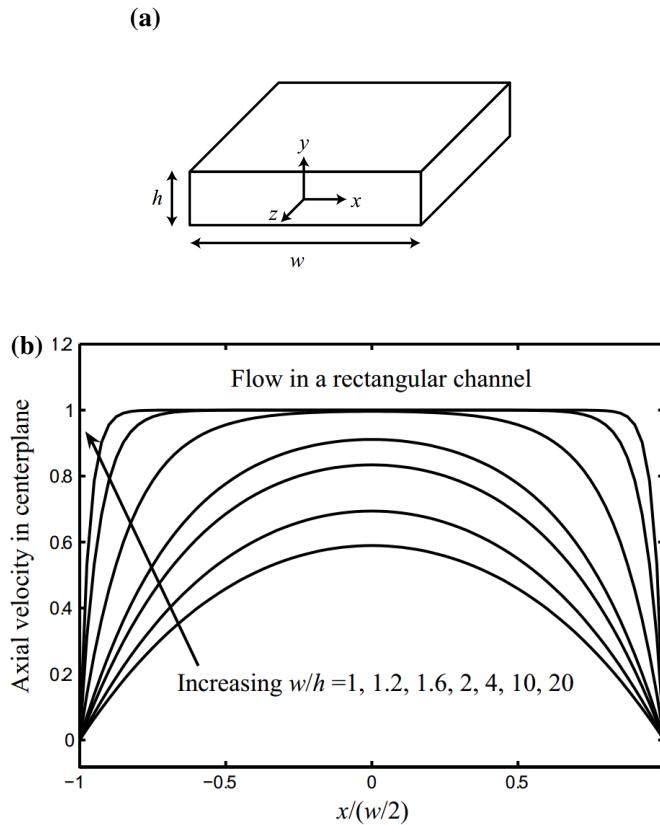 (a)
y
h
x
z
w
(b)
1.2
Flow in a rectangular channel
1
0.8
0.6
0.4
0.2
0
Axial velocity in centerplane
Increasing w/h =1, 1.2, 1.6, 2, 4, 10, 20
−1
−0.5
0
0.5
x/(w/2)